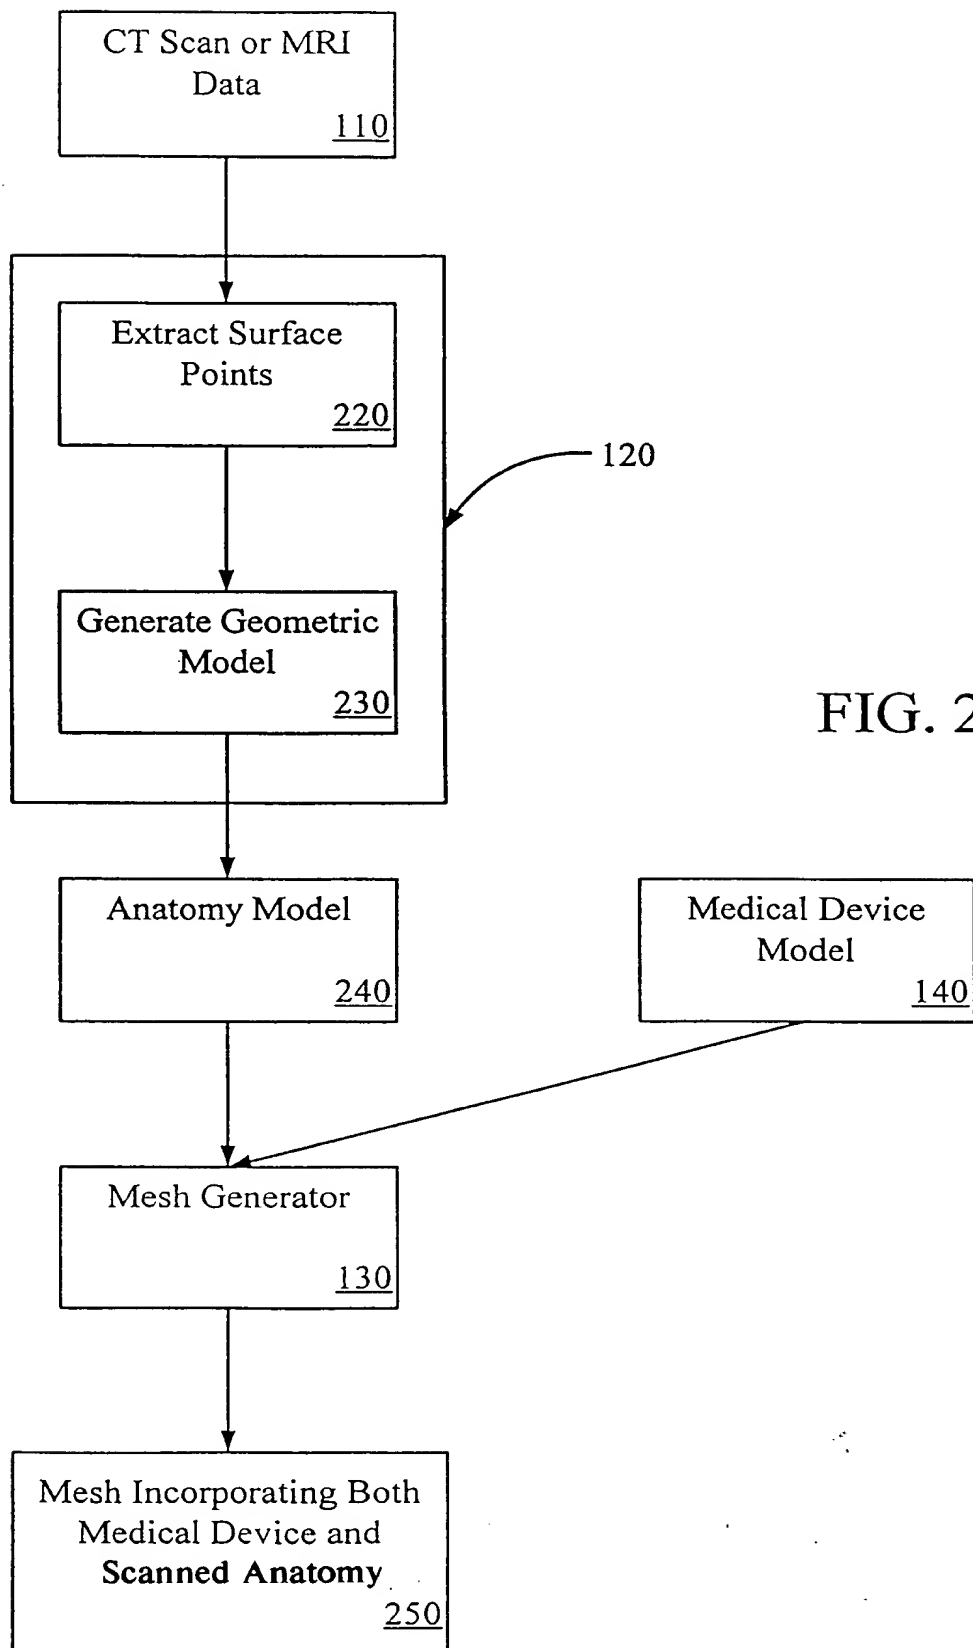 CT Scan or MRI
Data
110
Extract Surface
Points
220
120
Generate Geometric
Model
230
FIG. 2
Anatomy Model
240
Medical Device
Model
140
Mesh Generator
130
Mesh Incorporating Both
Medical Device and
Scanned Anatomy
250